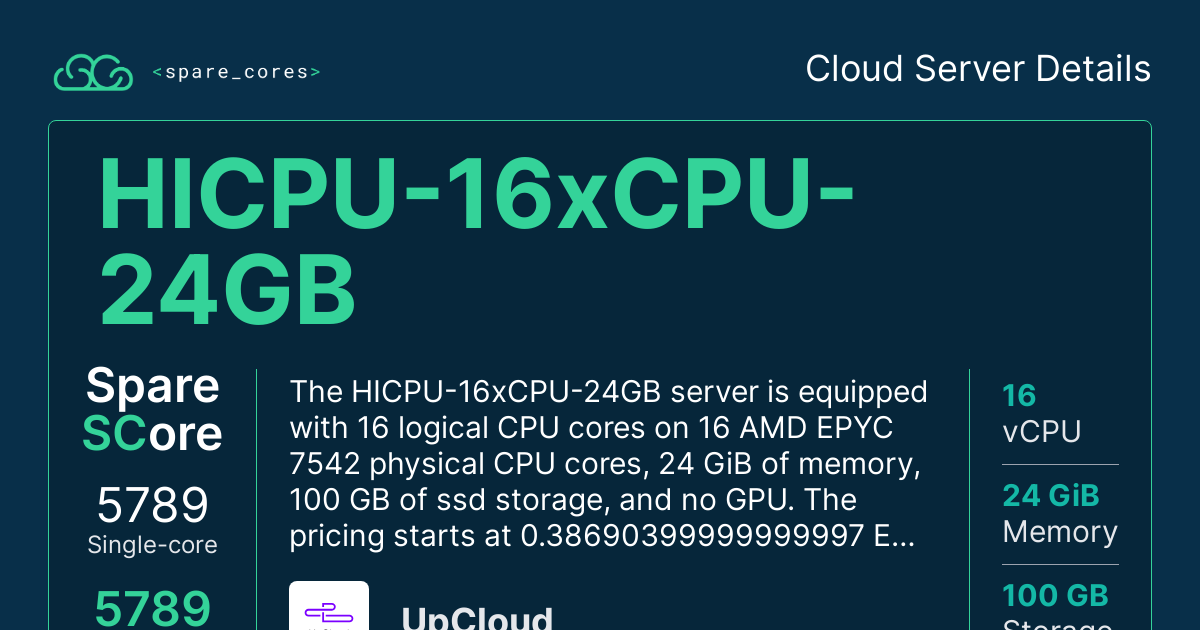 <spare_cores>
Cloud Server Details
HICPU-16xCPU-
24GB
Spare
SCore
5789
Single-core
5789
The HICPU-16xCPU-24GB server is equipped
with 16 logical CPU cores on 16 AMD EPYC
7542 physical CPU cores, 24 GiB of memory,
100 GB of ssd storage, and no GPU. The
pricing starts at 0.38690399999999997 E...
UpCloud
16
vCPU
24 GiB
Memory
100 GB
Storage